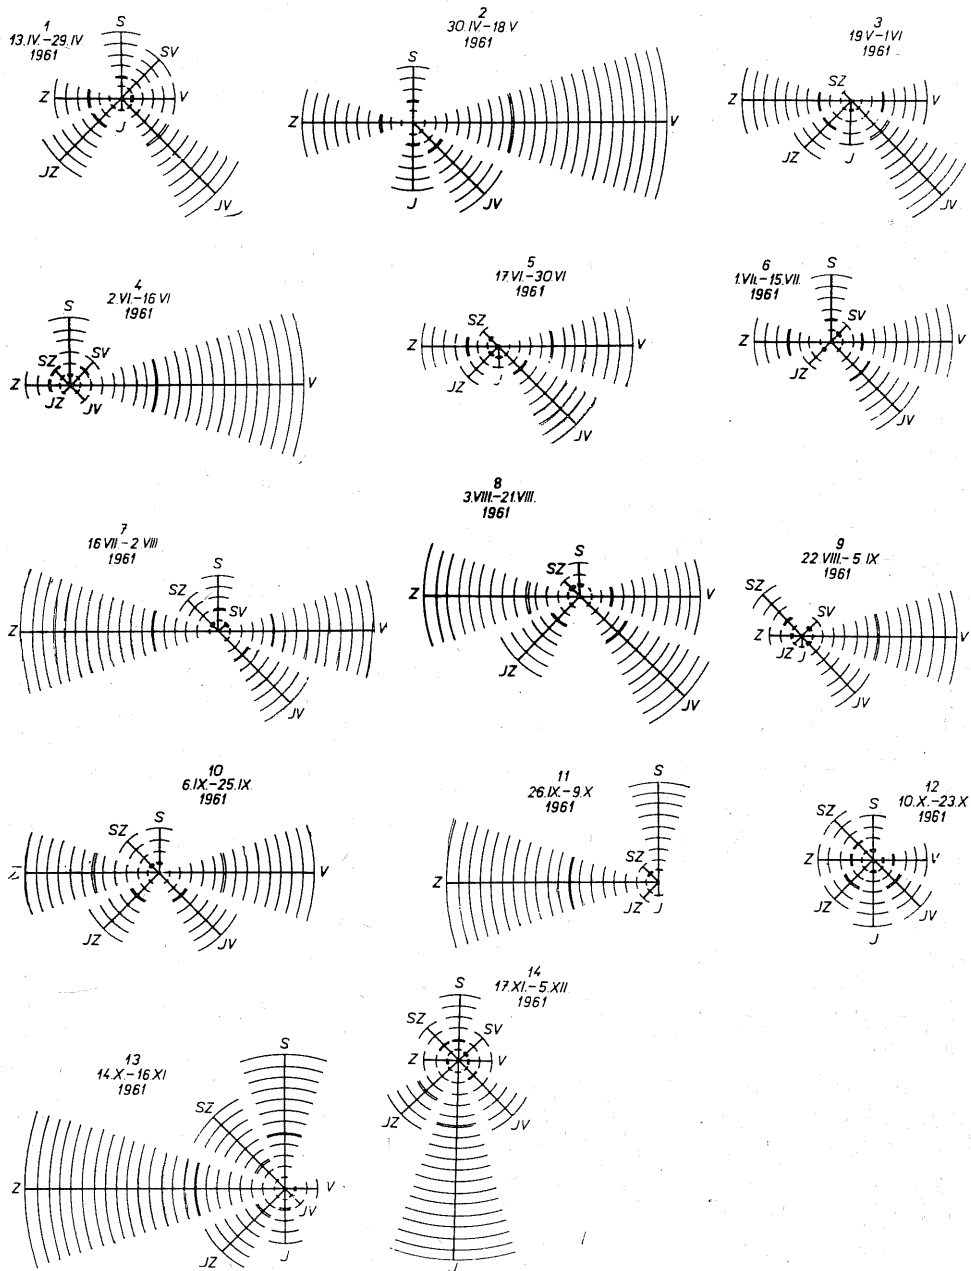 1
13.IV.-29.IV
1961
S
SV
Z
V
J
JZ
JV
2
30.IV.-18 V
1961
S
Z
V
J
JV
3
19 V-1 VI
1961
SZ
Z
V
JZ
J
JV
4
2.VI.-16 VI
1961
S
SZ
SV
Z
V
JZ
JV
5
17.VI.-30.VI
1961
SZ
Z
V
JZ
J
JV
6
1.VII.-15.VII.
1961
S
SV
Z
V
JZ
JV
7
16 VII.-2.VIII
1961
S
SZ
SV
Z
V
JV
8
3.VIII.-21.VIII.
1961
S
SZ
Z
V
JZ
JV
9
22.VIII.-5 IX.
1961
SZ
SV
Z
V
JZ
J
JV
10
6.IX.-25.IX.
1961
S
SZ
Z
V
JZ
JV
11
26.IX.-9.X
1961
S
SZ
Z
JZ
J
12
10.X.-23.X
1961
S
SZ
Z
V
JZ
JV
J
13
14.X.-16.XI
1961
S
SZ
Z
V
JV
JZ
J
14
17.XI.-5.XII
1961
S
SZ
SV
Z
V
JZ
JV
J